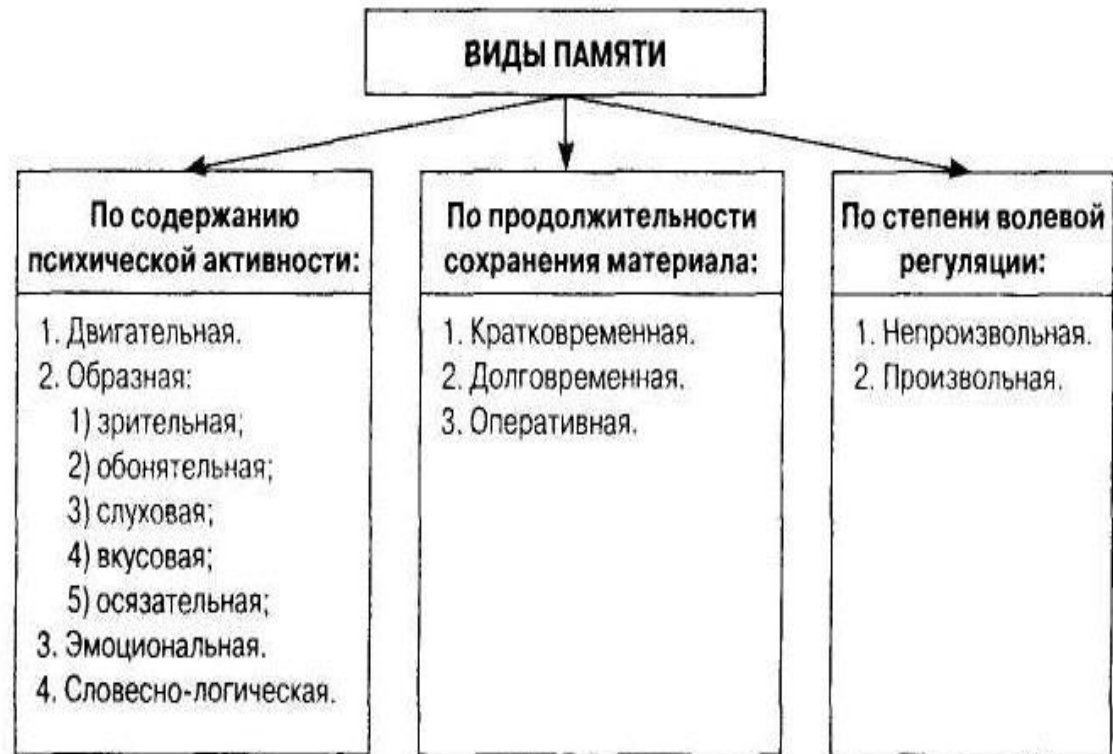 ВИДЫ ПАМЯТИ
По содержанию
психической активности:
1. Двигательная.
2. Образная:
1) зрительная;
2) обонятельная;
3) слуховая;
4) вкусовая;
5) осязательная;
3. Эмоциональная.
4. Словесно-логическая.
По продолжительности
сохранения материала:
1. Кратковременная.
2. Долговременная.
3. Оперативная.
По степени волевой
регуляции:
1. Непроизвольная.
2. Произвольная.